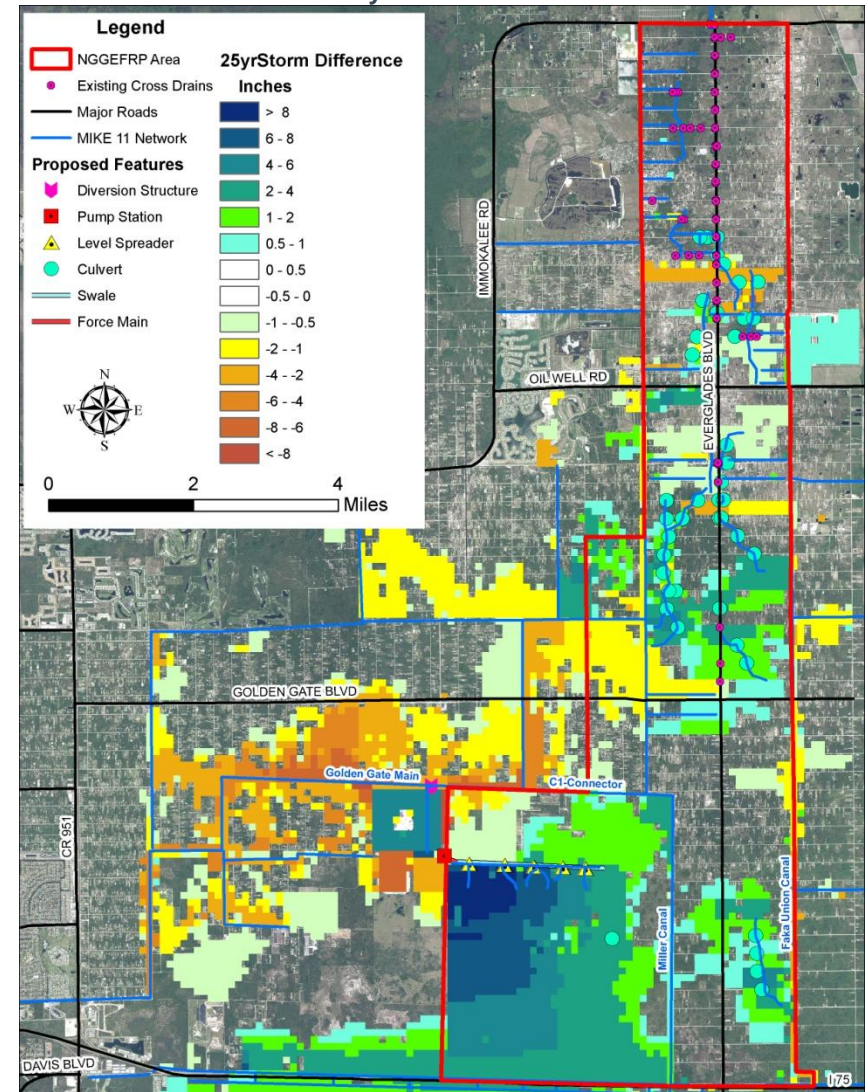 Legend
NGGEFRP Area
Existing Cross Drains
Major Roads
MIKE 11 Network
Proposed Features
Diversion Structure
Pump Station
Level Spreader
Culvert
Swale
Force Main
25yrStorm Difference
Inches
> 8
6 - 8
4 - 6
2 - 4
1 - 2
0.5 - 1
0 - 0.5
-0.5 - 0
-1 - -0.5
-2 - -1
-4 - -2
-6 - -4
-8 - -6
< -8
N
W E
S
0 2 4
Miles
IMMOKALEE RD
EVERGLADES BLVD
OIL WELL RD
GOLDEN GATE BLVD
Golden Gate Main
C1-Connector
CR 951
Miller Canal
Faka Union Canal
DAVIS BLVD
I 75